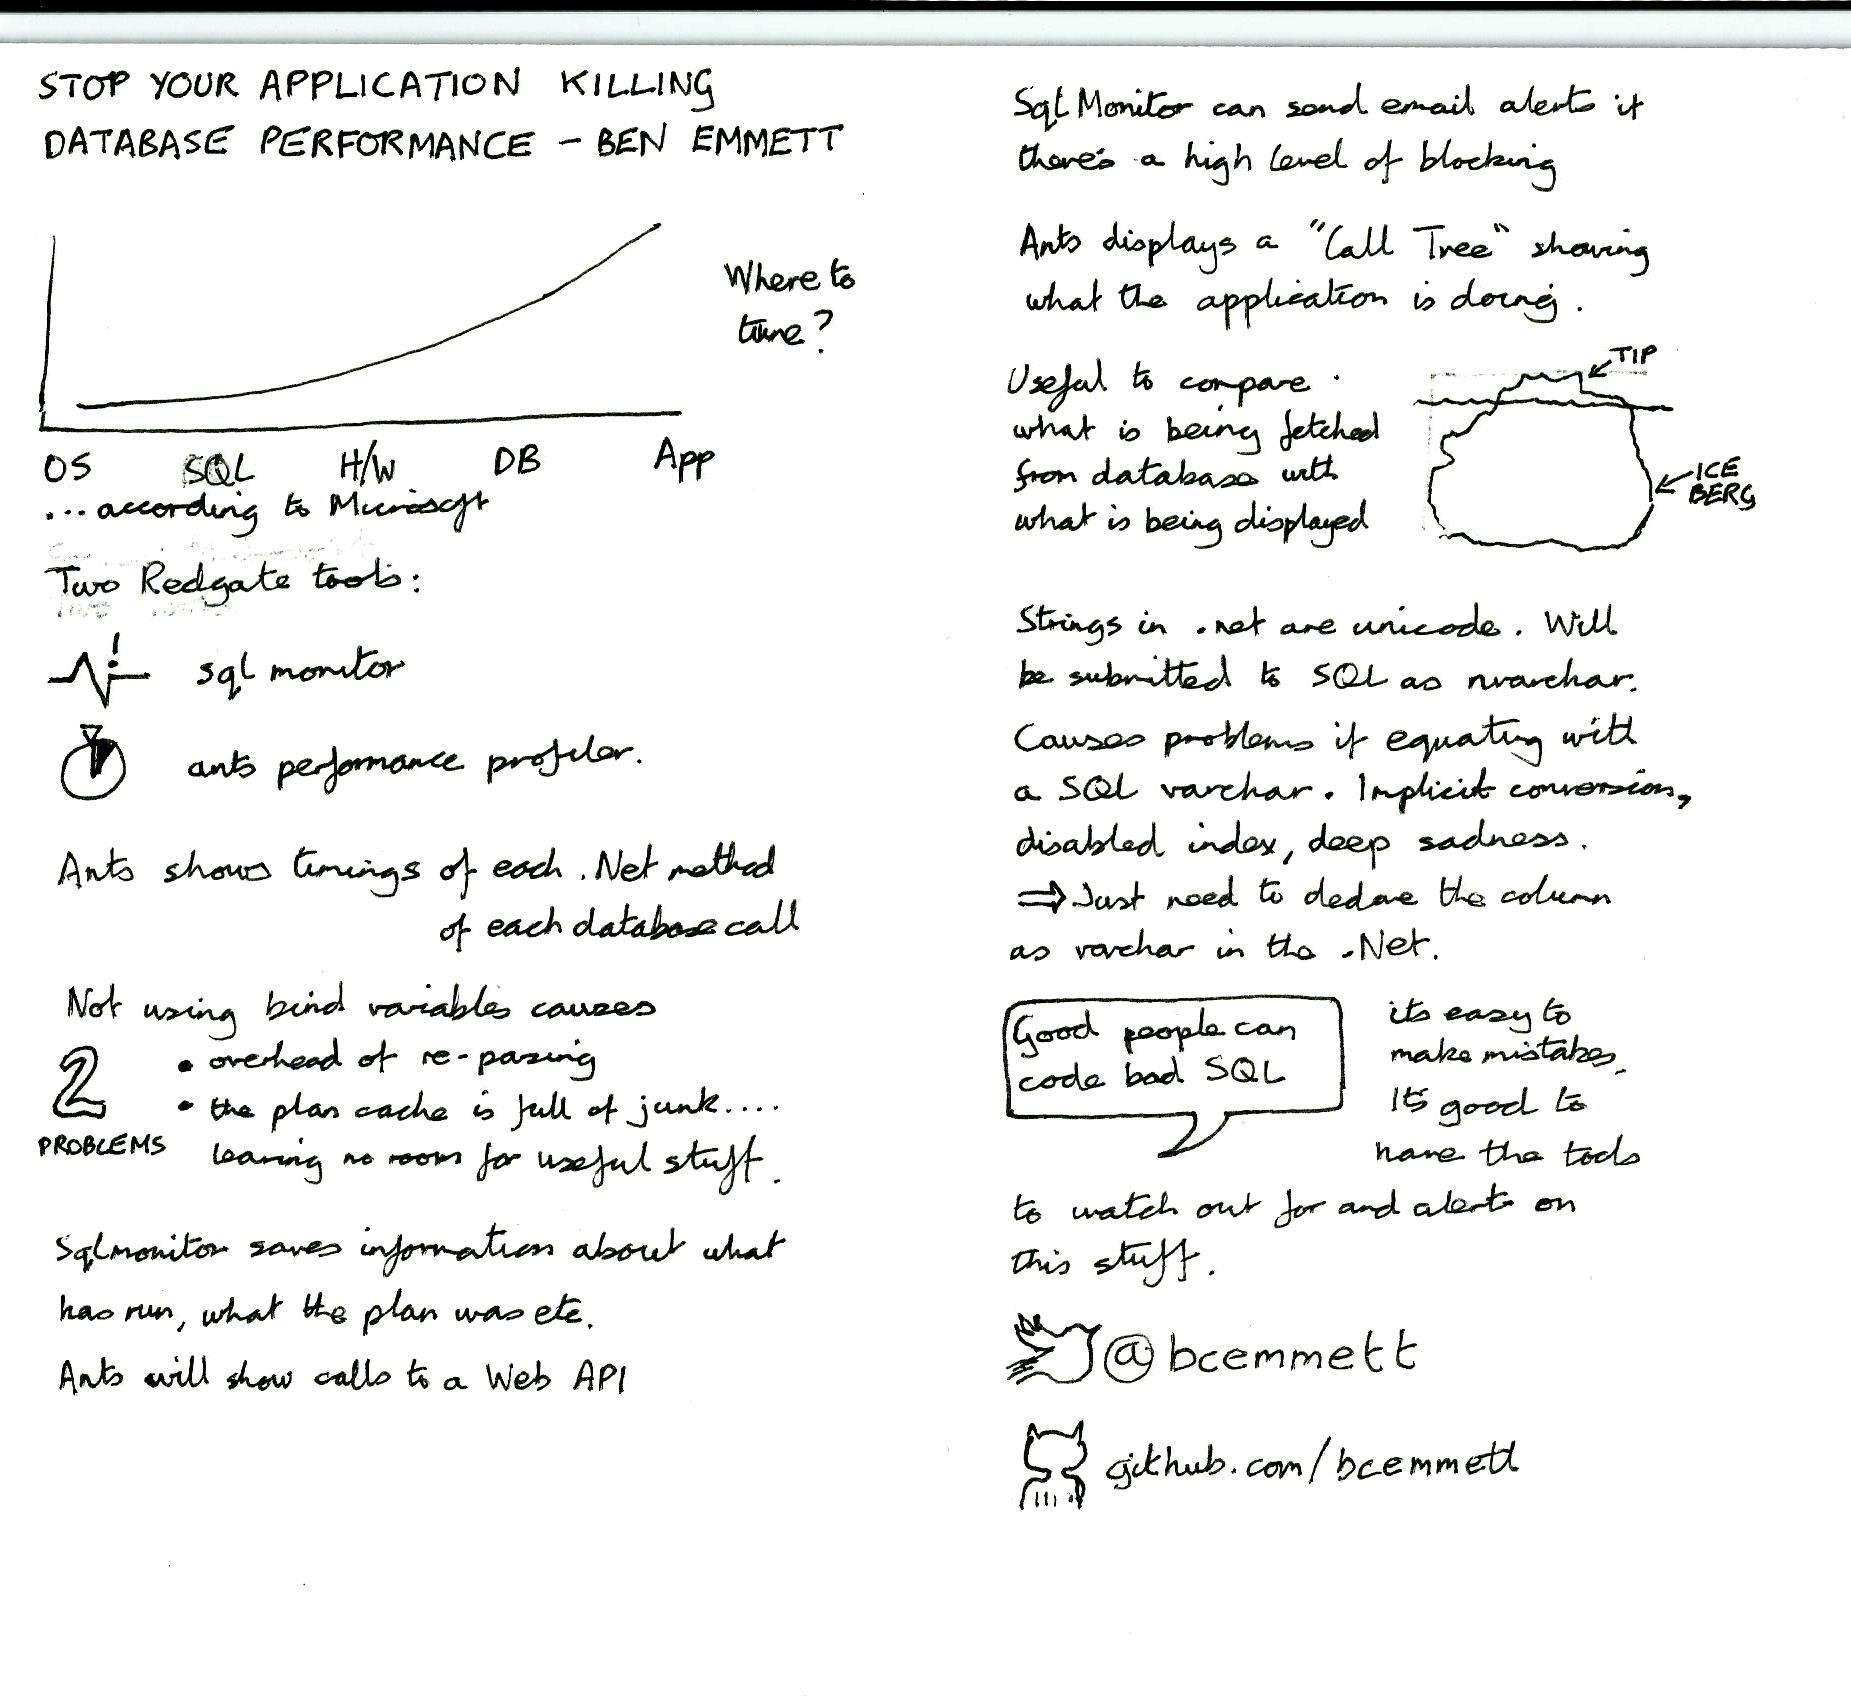 STOP YOUR APPLICATION KILLING
DATABASE PERFORMANCE - BEN EMMETT
Where to
tune?
OS SQL H/W DB App
...according to Microsoft
Two Redgate tools:
sql monitor
ants performance profiler.
Ants shows timings of each .Net method
of each database call
Not using bind variables causes
2
PROBLEMS
• overhead of re-parsing
• the plan cache is full of junk....
leaving no room for useful stuff.
Sqlmonitor saves information about what
has run, what the plan was etc.
Ants will show calls to a Web API
Sql Monitor can send email alerts if
there's a high level of blocking
Ants displays a "Call Tree" showing
what the application is doing.
Useful to compare
what is being fetched
from database with
what is being displayed
TIP
ICE
BERG
Strings in .net are unicode. Will
be submitted to SQL as nvarchar.
Causes problems if equating with
a SQL varchar. Implicit conversion,
disabled index, deep sadness.
⇒ Just need to declare the column
as varchar in the .Net.
Good people can
code bad SQL
its easy to
make mistakes.
It's good to
have the tools
to watch out for and alert on
this stuff.
@bcemmett
github.com/bcemmett